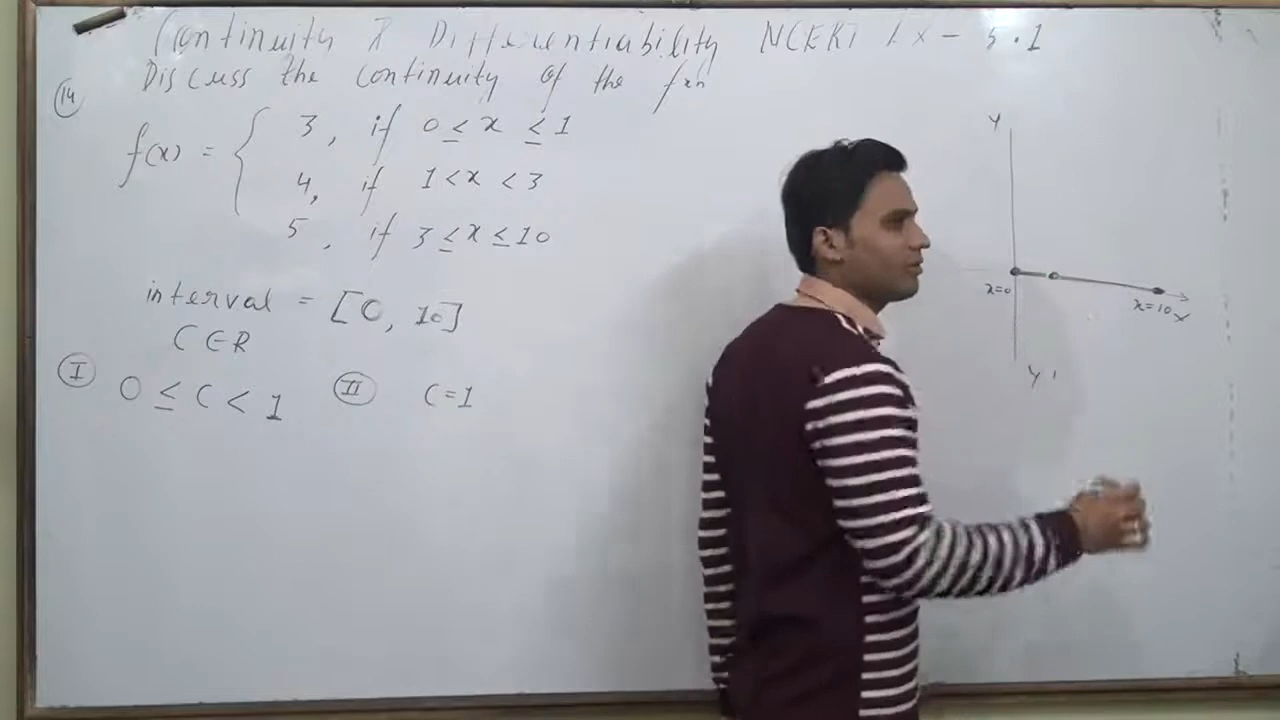 Continuity & Differentiability NCERT Ex - 5.1
14 Discuss the continuity of the fxn
f(x) = { 3, if 0 ≤ x ≤ 1
4, if 1 < x < 3
5, if 3 ≤ x ≤ 10
interval = [0, 10]
C ∈ R
I 0 ≤ C < 1 II C = 1
Y
x=0
x=10 X
Y'